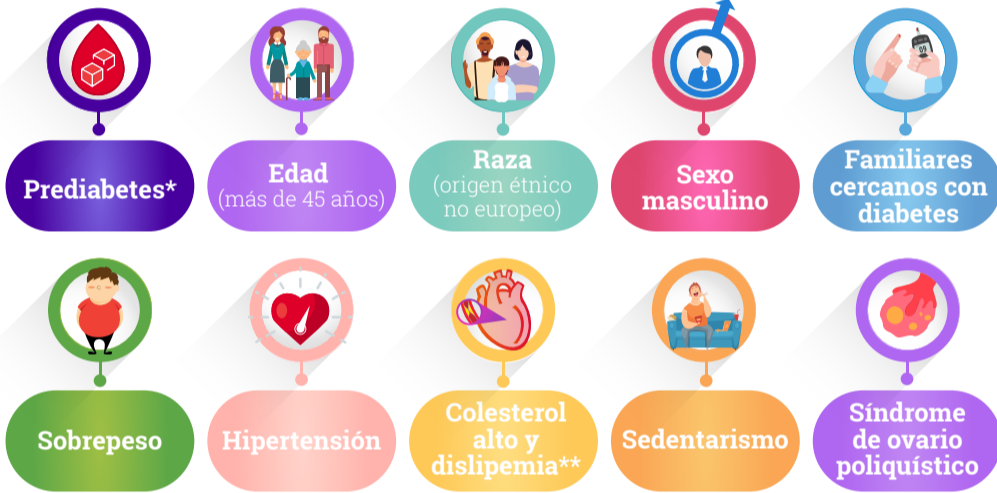 Prediabetes*
Edad
(más de 45 años)
Raza
(origen étnico
no europeo)
Sexo
masculino
Familiares
cercanos con
diabetes
Sobrepeso
Hipertensión
Colesterol
alto y
dislipemia**
Sedentarismo
Síndrome
de ovario
poliquístico